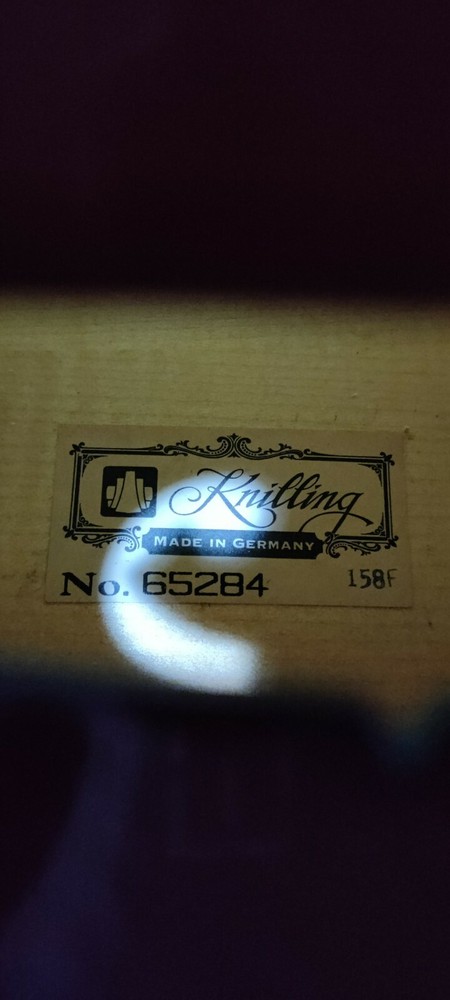 Knilling
MADE IN GERMANY
No. 65284 158F